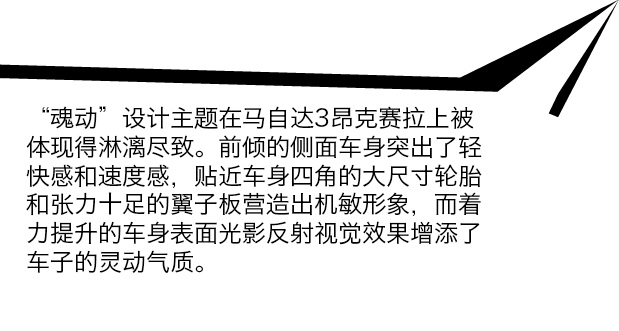 “魂动”设计主题在马自达3昂克赛拉上被
体现得淋漓尽致。前倾的侧面车身突出了轻
快感和速度感，贴近车身四角的大尺寸轮胎
和张力十足的翼子板营造出机敏形象，而着
力提升的车身表面光影反射视觉效果增添了
车子的灵动气质。